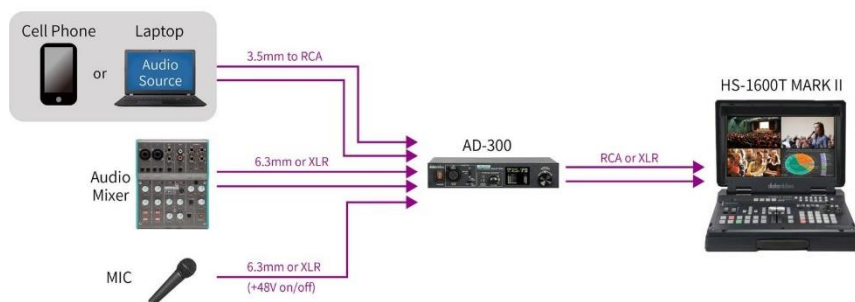 Cell Phone
or
Laptop
Audio
Source
3.5mm to RCA
HS-1600T MARK II
AD-300
6.3mm or XLR
RCA or XLR
Audio
Mixer
MIC
6.3mm or XLR
(+48V on/off)
datavideo